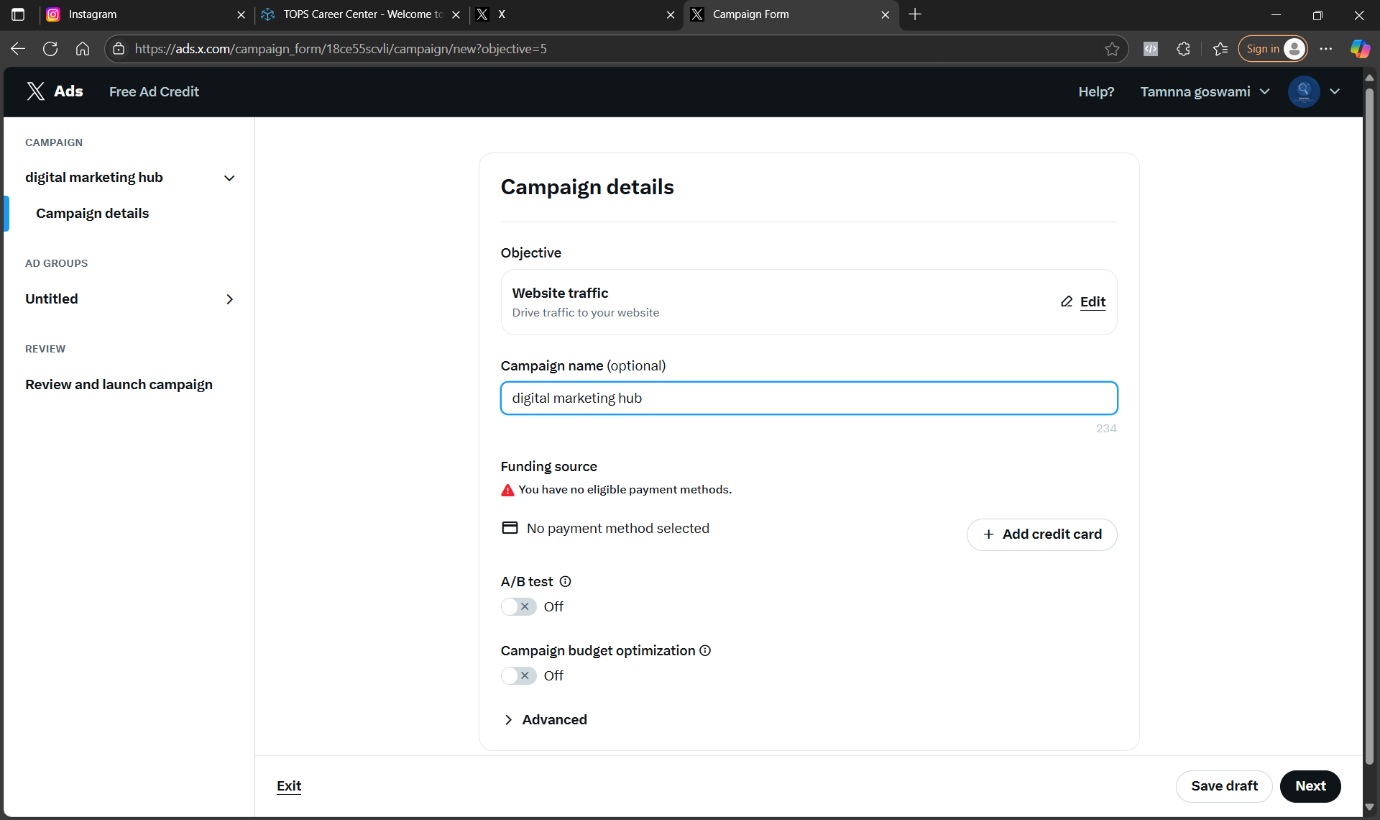 Instagram
TOPS Career Center - Welcome to
X
Campaign Form
https://ads.x.com/campaign_form/18ce55scvli/campaign/new?objective=5
Sign in
Ads
Free Ad Credit
Help?
Tamnna goswami
CAMPAIGN
digital marketing hub
Campaign details
AD GROUPS
Untitled
REVIEW
Review and launch campaign
Campaign details
Objective
Website traffic
Drive traffic to your website
Edit
Campaign name (optional)
digital marketing hub
234
Funding source
You have no eligible payment methods.
No payment method selected
+ Add credit card
A/B test
Off
Campaign budget optimization
Off
Advanced
Exit
Save draft
Next